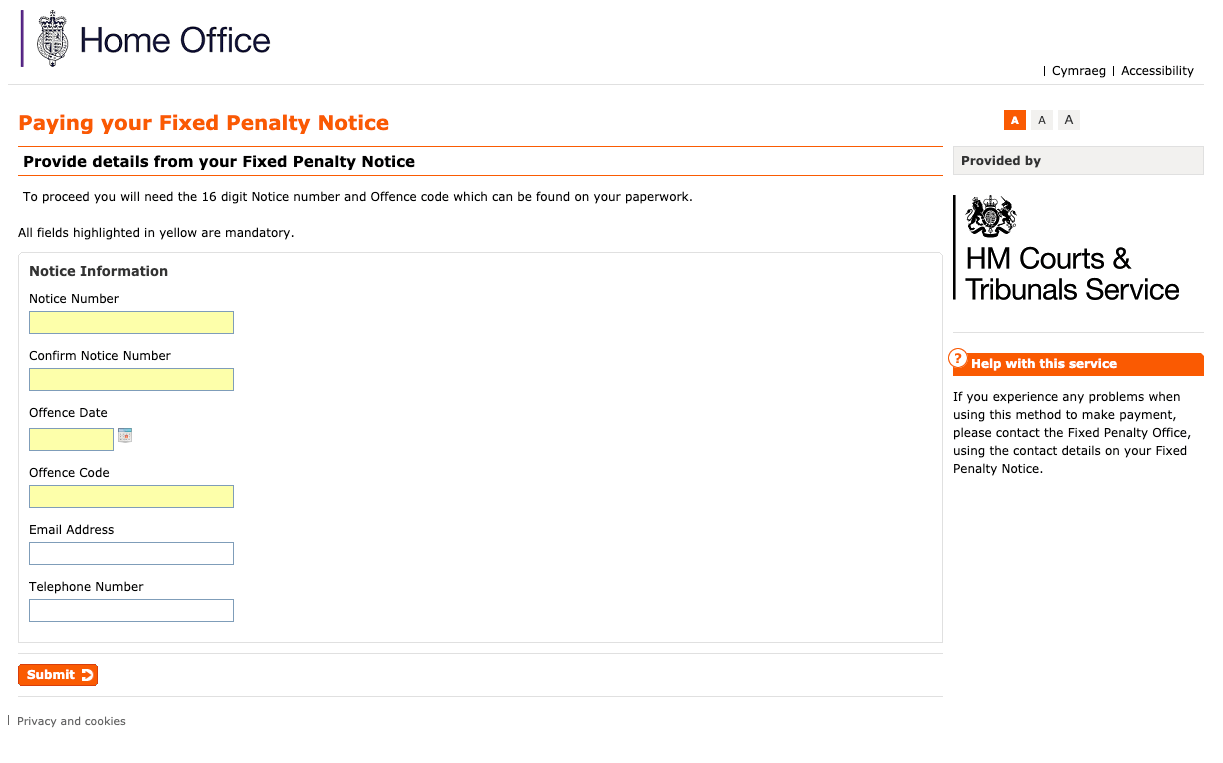 Home Office
Cymraeg
Accessibility
Paying your Fixed Penalty Notice
A A A
Provide details from your Fixed Penalty Notice
To proceed you will need the 16 digit Notice number and Offence code which can be found on your paperwork.
All fields highlighted in yellow are mandatory.
Notice Information
Notice Number
Confirm Notice Number
Offence Date
Offence Code
Email Address
Telephone Number
Submit
Provided by
HM Courts &
Tribunals Service
? Help with this service
If you experience any problems when
using this method to make payment,
please contact the Fixed Penalty Office,
using the contact details on your Fixed
Penalty Notice.
Privacy and cookies